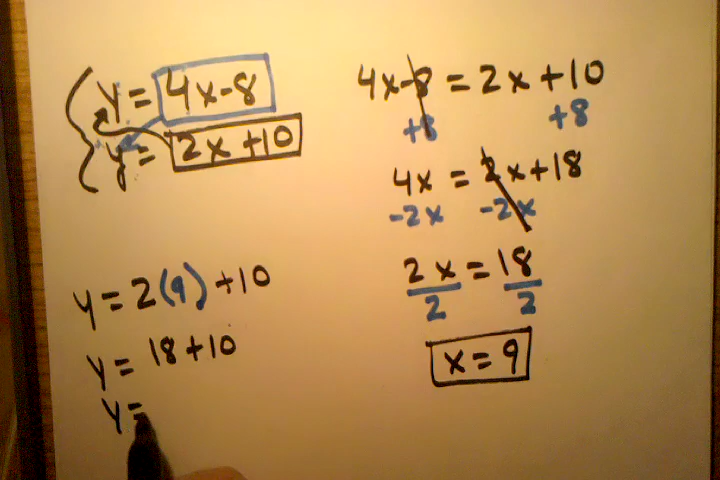 y = 4x-8
y = 2x+10
4x-8 = 2x+10
+8 +8
4x = 2x+18
-2x -2x
2x = 18
2 2
x = 9
y = 2(9)+10
y = 18+10
y =